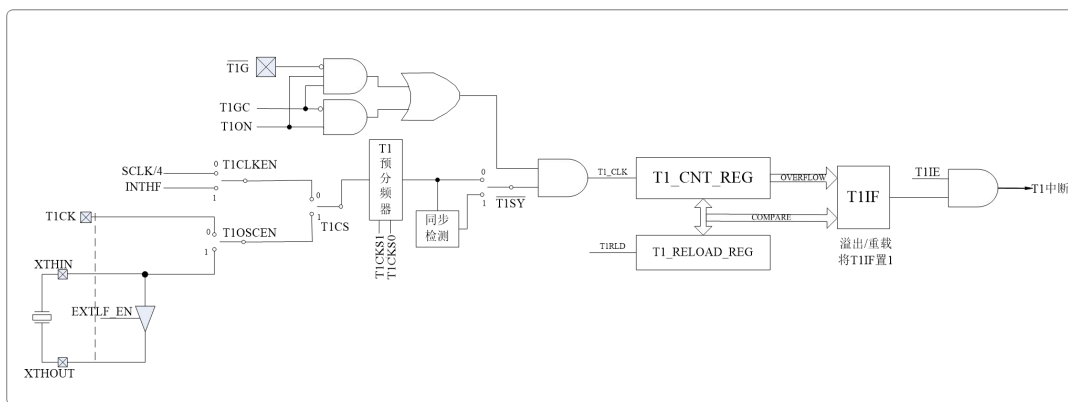 T1G
T1GC
T1ON
SCLK/4
INTHF
0
1
T1CLKEN
T1CK
0
1
T1OSCEN
0
1
T1CS
T1
预
分
频
器
T1CKS1
T1CKS0
0
1
T1SY
同步
检测
T1_CLK
T1_CNT_REG
OVERFLOW
COMPARE
T1RLD
T1_RELOAD_REG
T1IF
溢出/重载
将T1IF置1
T1IE
T1中断
XTHIN
EXTLF_EN
XTHOUT